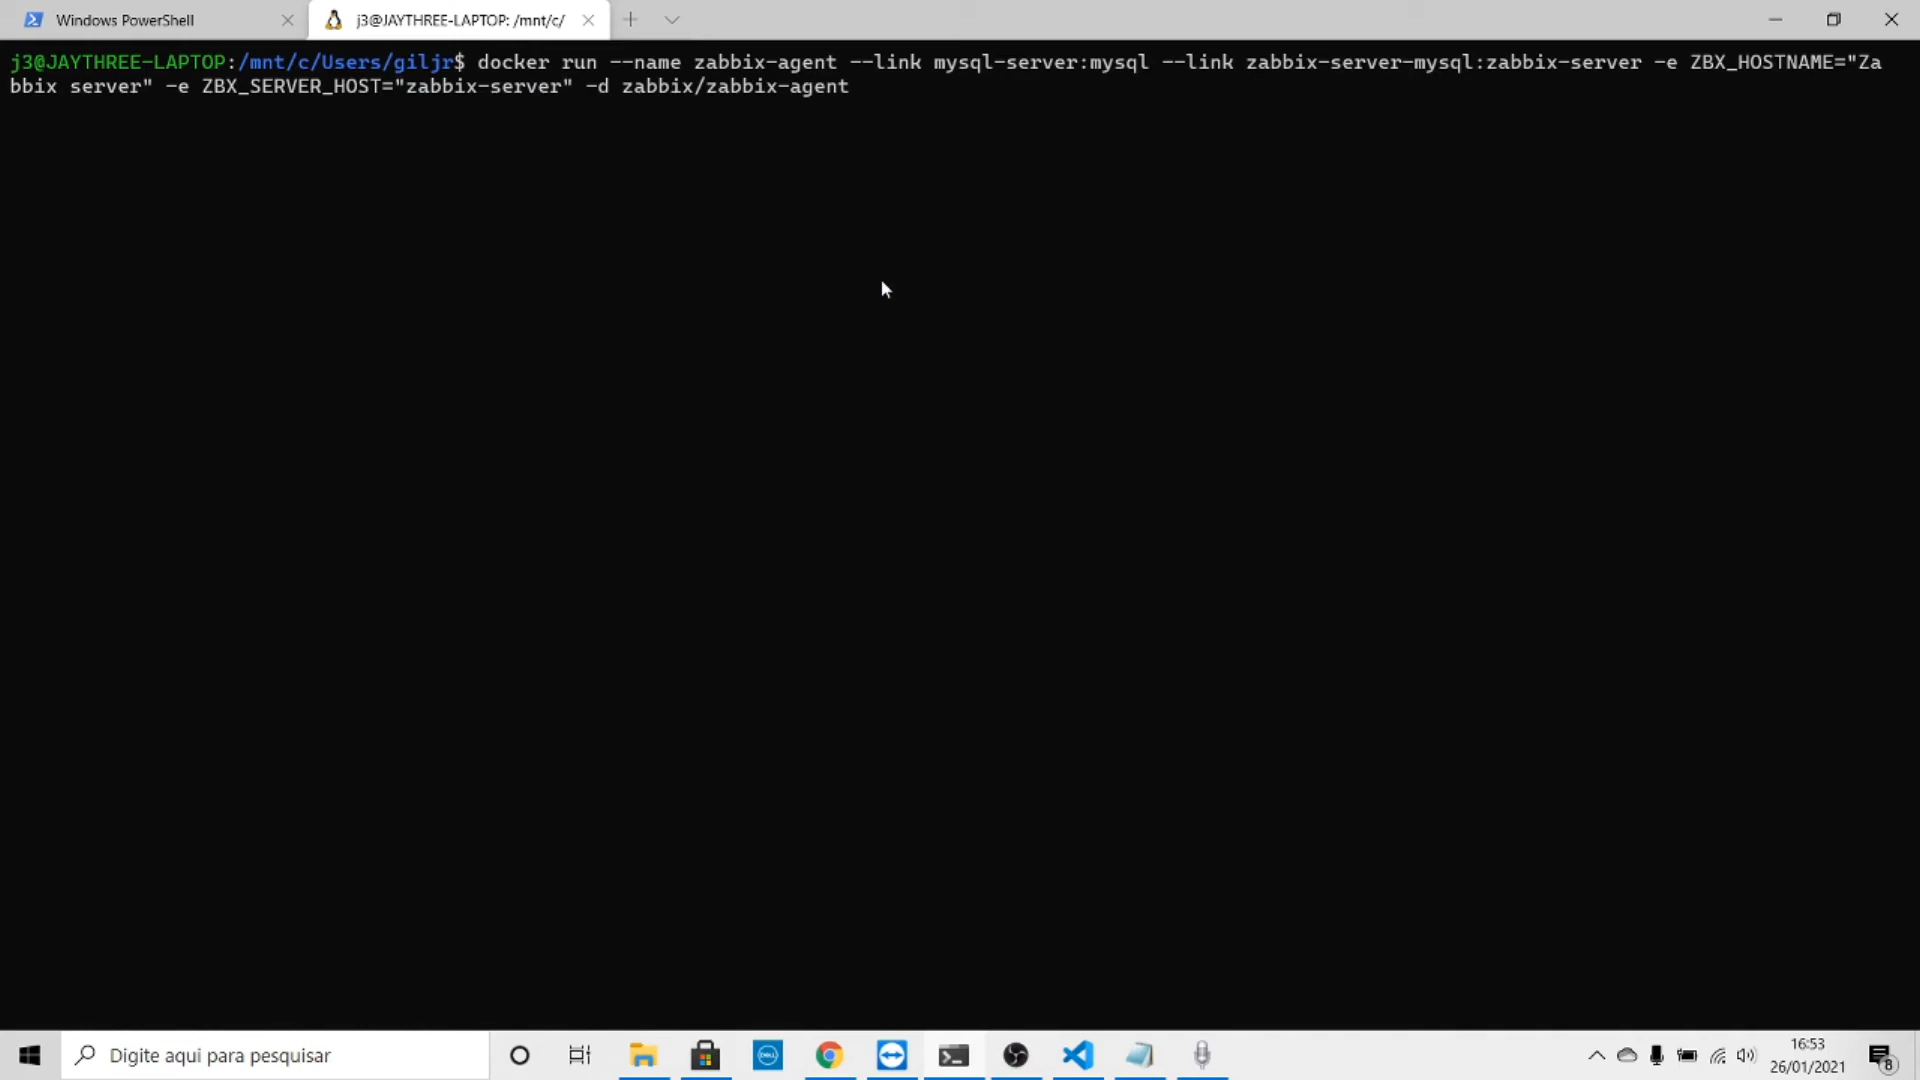 Windows PowerShell
j3@JAYTHREE-LAPTOP: /mnt/c/
j3@JAYTHREE-LAPTOP:/mnt/c/Users/giljr$ docker run --name zabbix-agent --link mysql-server:mysql --link zabbix-server-mysql:zabbix-server -e ZBX_HOSTNAME="Za
bbix server" -e ZBX_SERVER_HOST="zabbix-server" -d zabbix/zabbix-agent
Digite aqui para pesquisar
DELL
16:53
26/01/2021
8